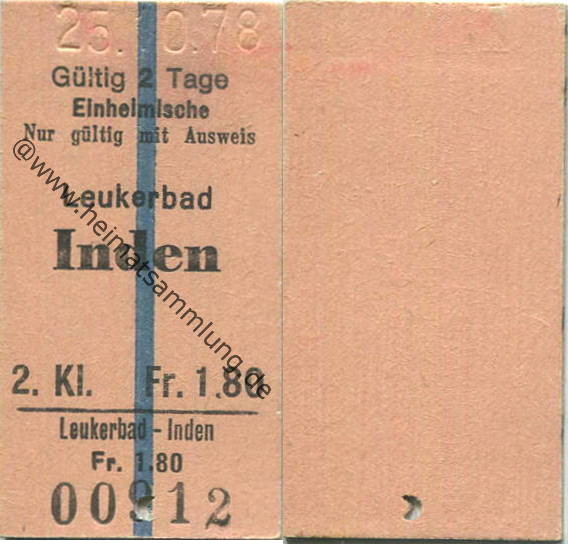 25. 0.78
Gültig 2 Tage
Einheimische
Nur gültig mit Ausweis
Leukerbad
Inden
2. Kl. Fr. 1.80
Leukerbad - Inden
Fr. 1.80
00912
@www.heimatsammlung.de